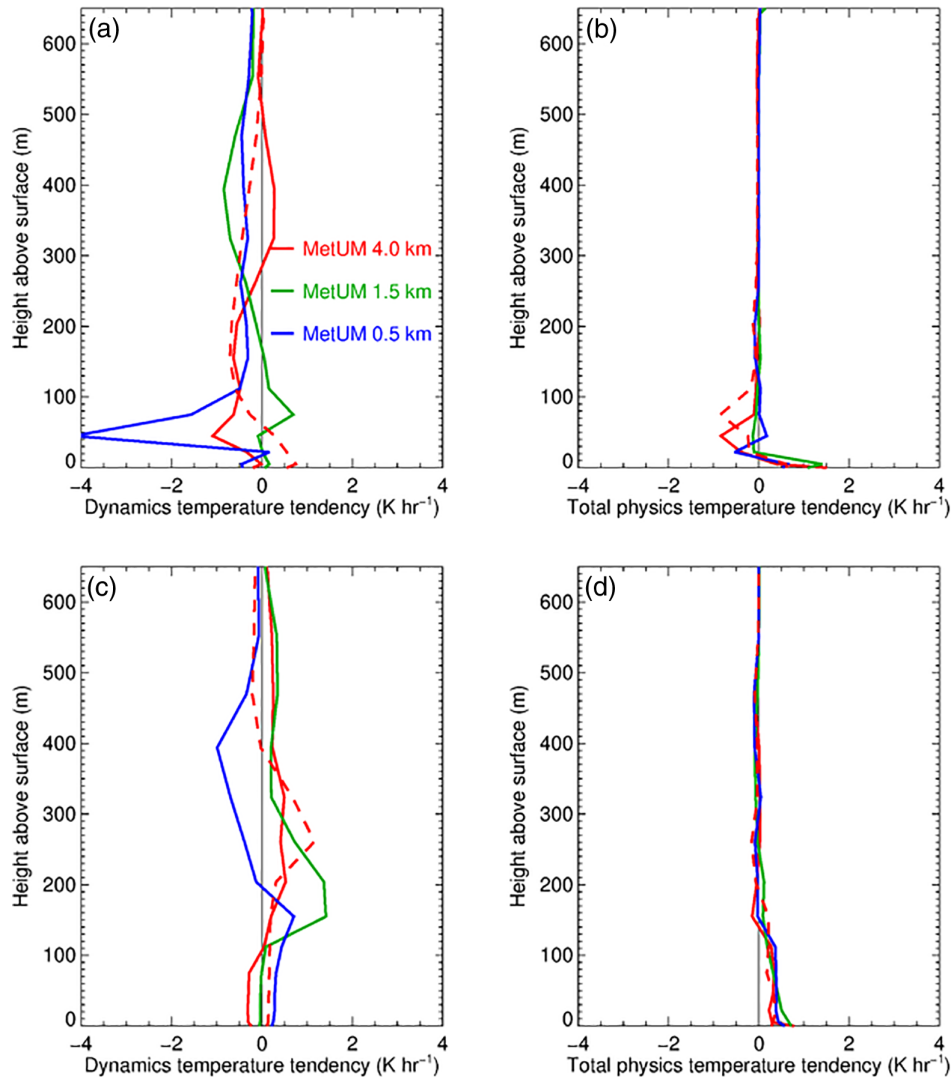 (a)
600
500
400
300
200
100
0
Height above surface (m)
MetUM 4.0 km
MetUM 1.5 km
MetUM 0.5 km
−4 −2 0 2 4
Dynamics temperature tendency (K hr−1)
(b)
600
500
400
300
200
100
0
Height above surface (m)
−4 −2 0 2 4
Total physics temperature tendency (K hr−1)
(c)
600
500
400
300
200
100
0
Height above surface (m)
−4 −2 0 2 4
Dynamics temperature tendency (K hr−1)
(d)
600
500
400
300
200
100
0
Height above surface (m)
−4 −2 0 2 4
Total physics temperature tendency (K hr−1)